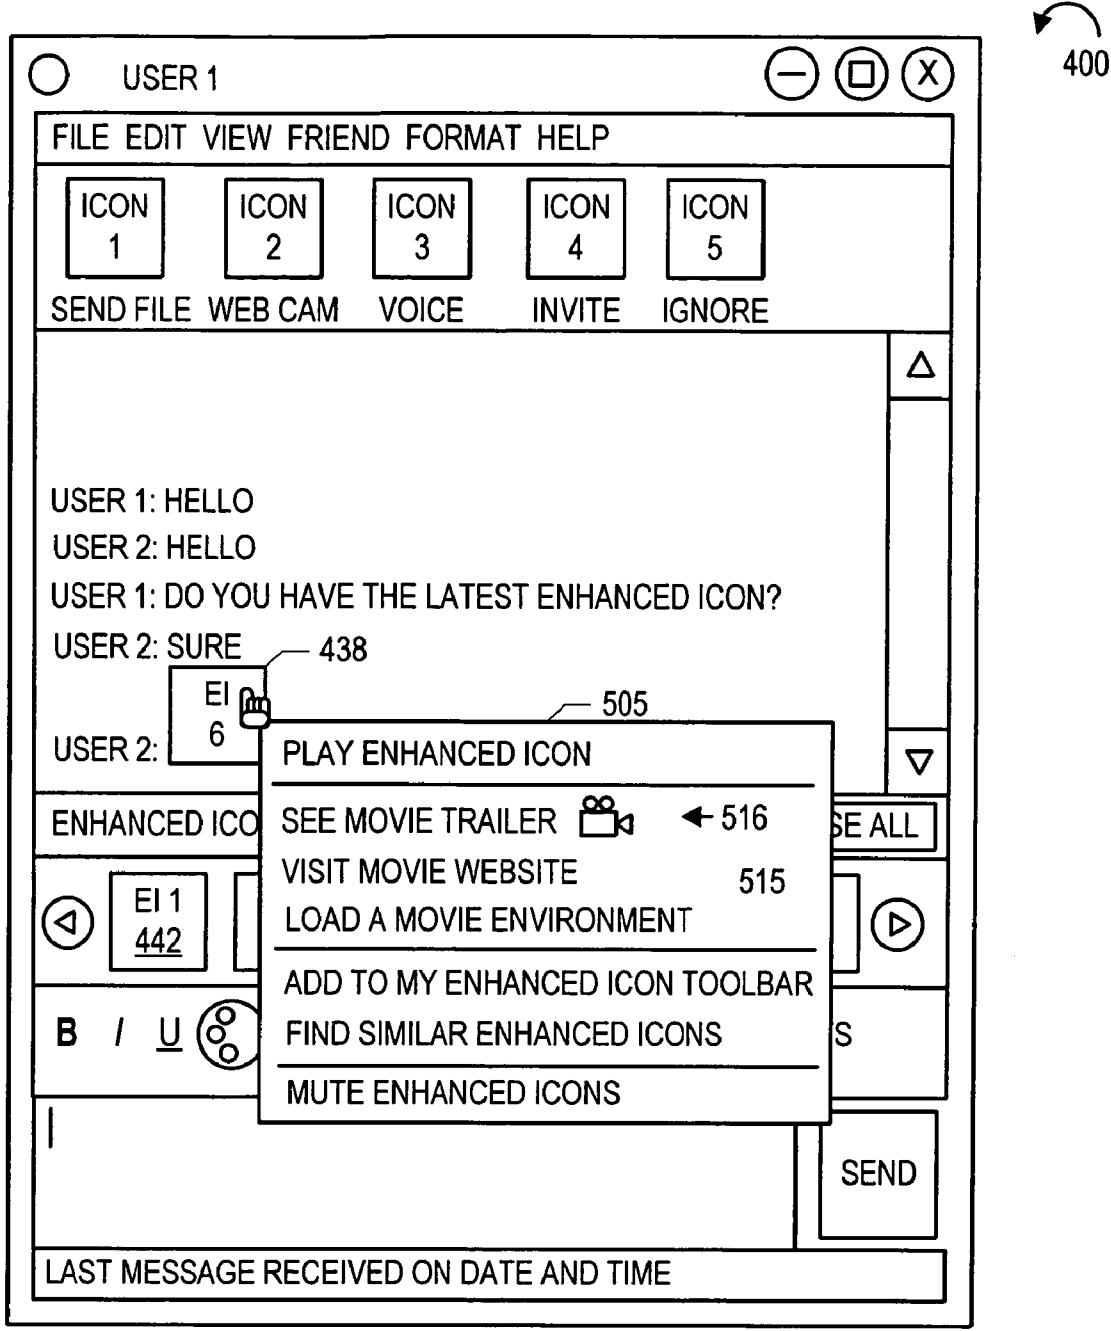 400
USER 1
X
FILE EDIT VIEW FRIEND FORMAT HELP
ICON 1
ICON 2
ICON 3
ICON 4
ICON 5
SEND FILE WEB CAM VOICE INVITE IGNORE
USER 1: HELLO
USER 2: HELLO
USER 1: DO YOU HAVE THE LATEST ENHANCED ICON?
USER 2: SURE
438
EI 6
505
USER 2:
PLAY ENHANCED ICON
ENHANCED ICO
SEE MOVIE TRAILER
516
SE ALL
VISIT MOVIE WEBSITE
515
LOAD A MOVIE ENVIRONMENT
EI 1
442
ADD TO MY ENHANCED ICON TOOLBAR
FIND SIMILAR ENHANCED ICONS
B I U
S
MUTE ENHANCED ICONS
SEND
LAST MESSAGE RECEIVED ON DATE AND TIME